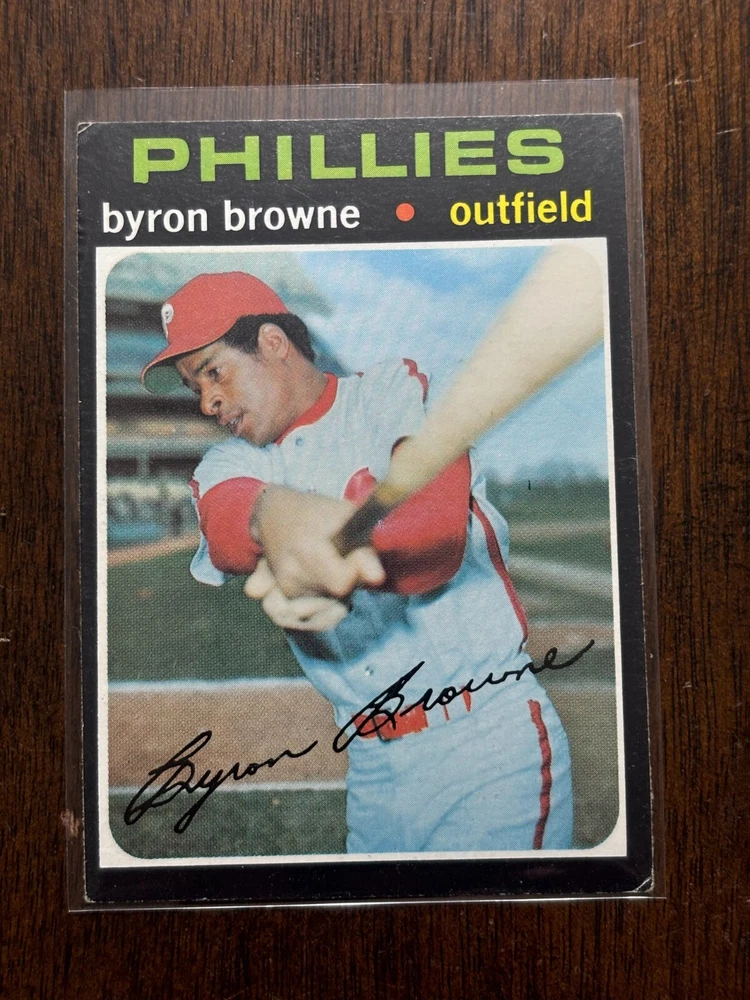 PHILLIES
byron browne • outfield
P
Byron Browne